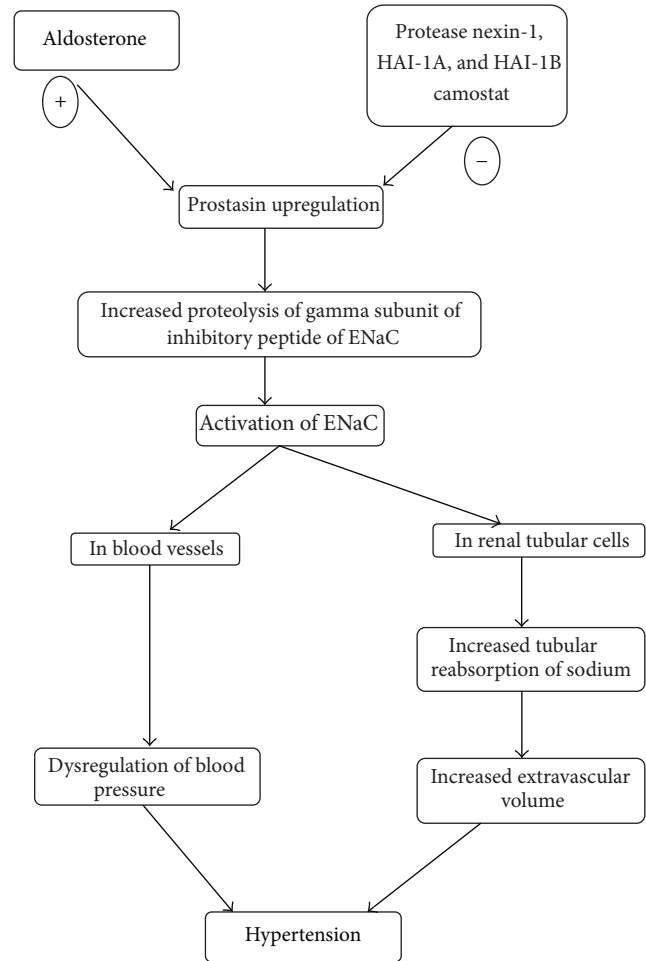 Aldosterone
Protease nexin-1,
HAI-1A, and HAI-1B
camostat
+
−
Prostasin upregulation
Increased proteolysis of gamma subunit of
inhibitory peptide of ENaC
Activation of ENaC
In blood vessels
In renal tubular cells
Increased tubular
reabsorption of sodium
Dysregulation of blood
pressure
Increased extravascular
volume
Hypertension